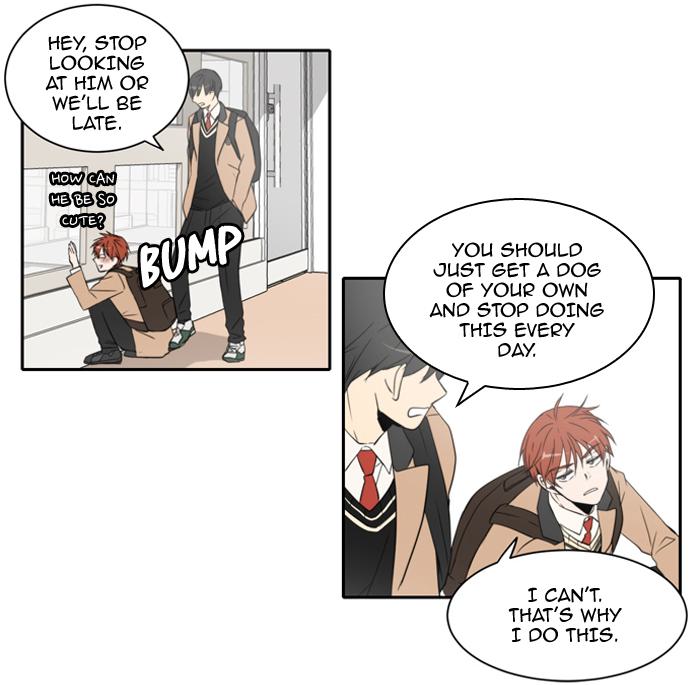 HEY, STOP
LOOKING
AT HIM OR
WE'LL BE
LATE.
HOW CAN
HE BE SO
CUTE?
BUMP
YOU SHOULD
JUST GET A DOG
OF YOUR OWN
AND STOP DOING
THIS EVERY
DAY.
I CAN'T.
THAT'S WHY
I DO THIS.